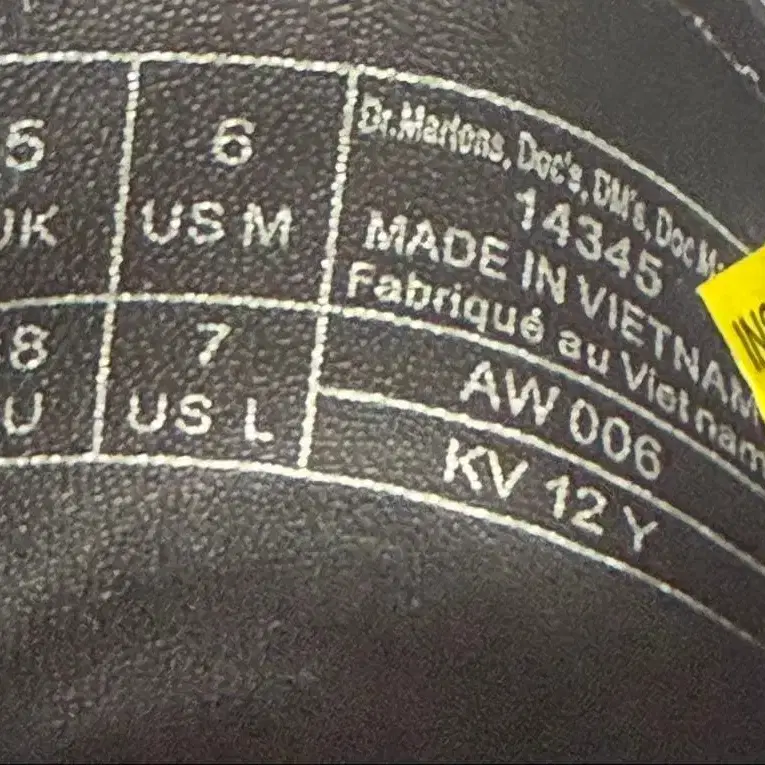 5
UK
6
US M
Dr.Martens, Doc's, DM's, Doc
14345
MADE IN VIETNAM
Fabriqué au Vietnam
8
U
7
US L
AW 006
KV 12 Y